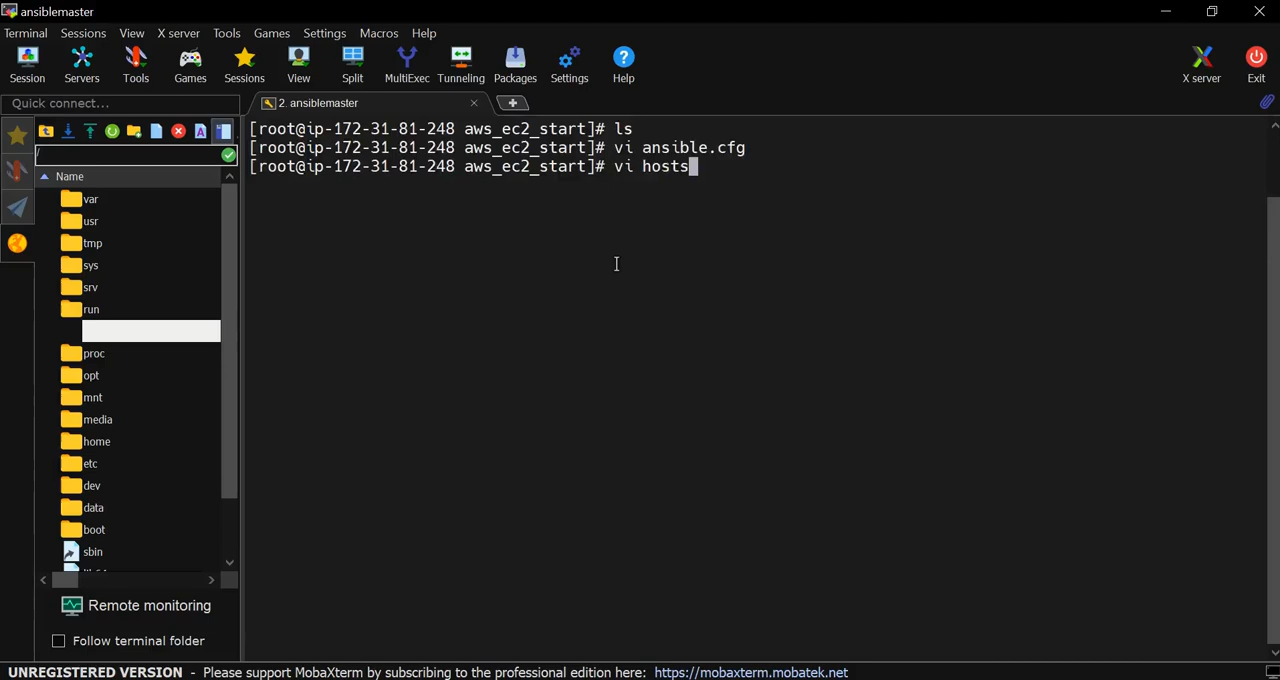 ansiblemaster
Terminal Sessions View X server Tools Games Settings Macros Help
Session Servers Tools Games Sessions View Split MultiExec Tunneling Packages Settings Help X server Exit
Quick connect...
2. ansiblemaster
/
Name
var
usr
tmp
sys
srv
run
proc
opt
mnt
media
home
etc
dev
data
boot
sbin
[root@ip-172-31-81-248 aws_ec2_start]# ls
[root@ip-172-31-81-248 aws_ec2_start]# vi ansible.cfg
[root@ip-172-31-81-248 aws_ec2_start]# vi hosts
Remote monitoring
Follow terminal folder
UNREGISTERED VERSION - Please support MobaXterm by subscribing to the professional edition here: https://mobaxterm.mobatek.net